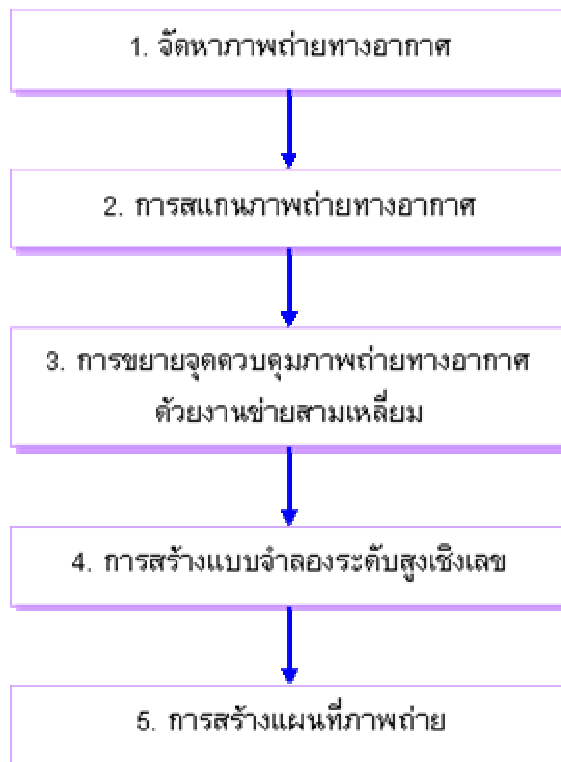 1. จัดหาภาพถ่ายทางอากาศ
2. การสแกนภาพถ่ายทางอากาศ
3. การขยายจุดควบคุมภาพถ่ายทางอากาศ
ด้วยงานข่ายสามเหลี่ยม
4. การสร้างแบบจำลองระดับสูงเชิงเลข
5. การสร้างแผนที่ภาพถ่าย